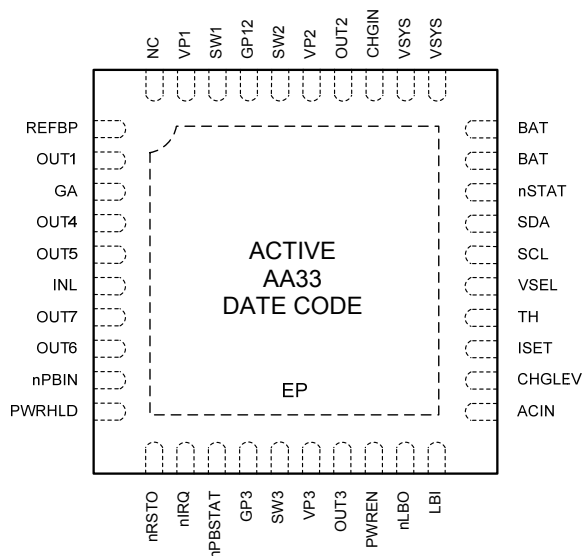 NC
VP1
SW1
GP12
SW2
VP2
OUT2
CHGIN
VSYS
VSYS
REFBP
OUT1
GA
OUT4
OUT5
INL
OUT7
OUT6
nPBIN
PWRHLD
ACTIVE
AA33
DATE CODE
EP
BAT
BAT
nSTAT
SDA
SCL
VSEL
TH
ISET
CHGLEV
ACIN
nRSTO
nIRQ
nPBSTAT
GP3
SW3
VP3
OUT3
PWREN
nLBO
LBI